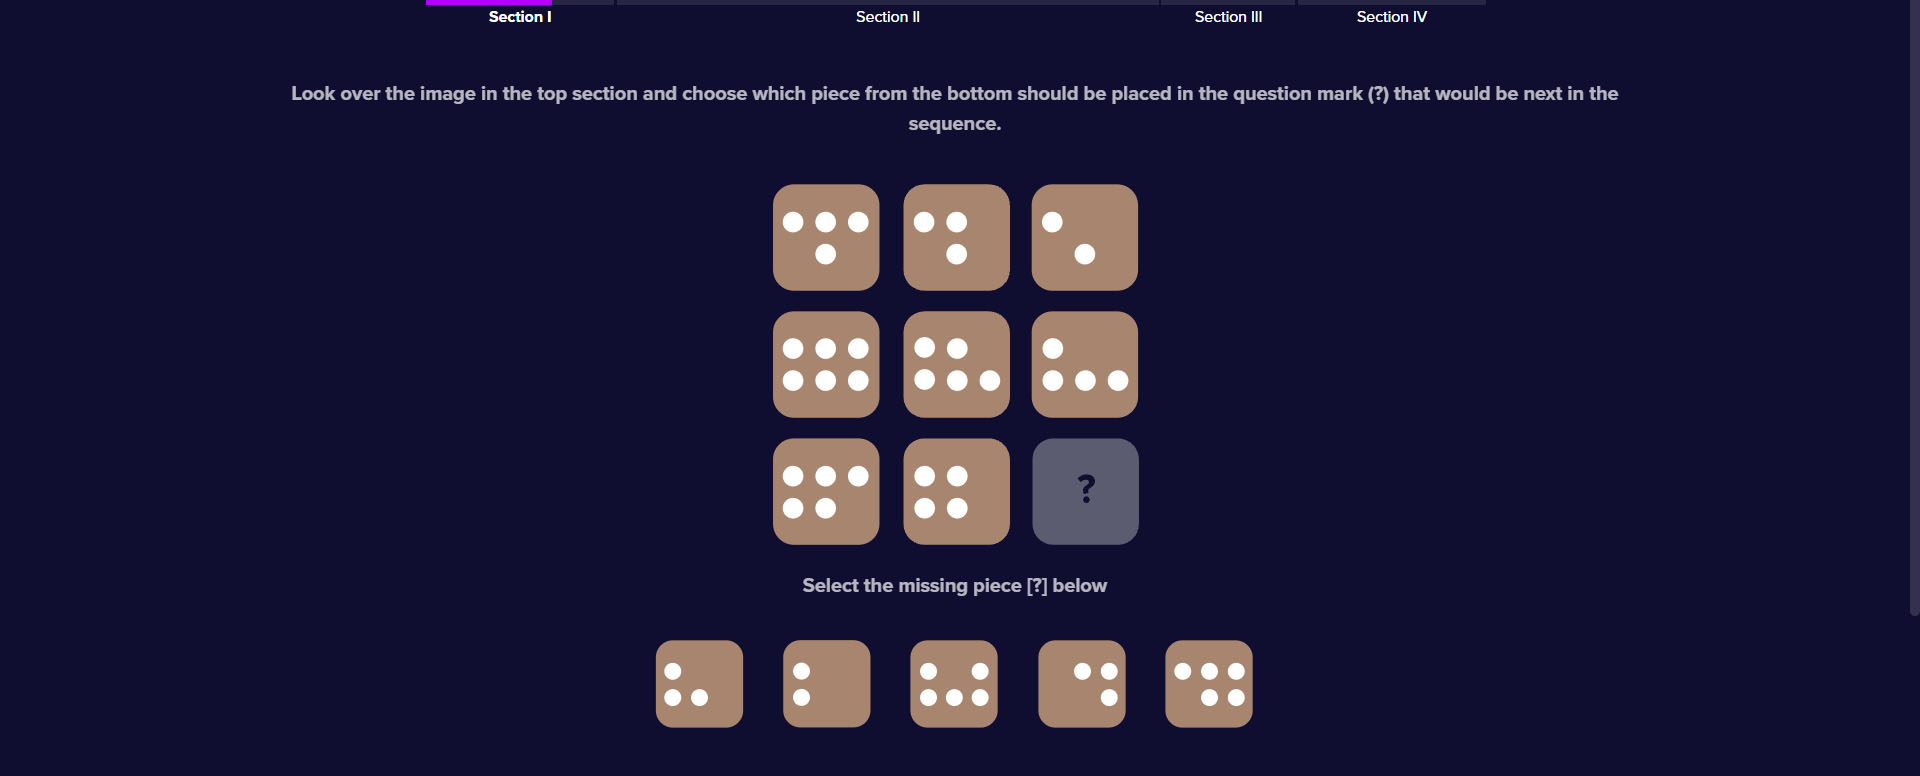 Section I
Section II
Section III
Section IV
Look over the image in the top section and choose which piece from the bottom should be placed in the question mark (?) that would be next in the
sequence.
?
Select the missing piece [?] below